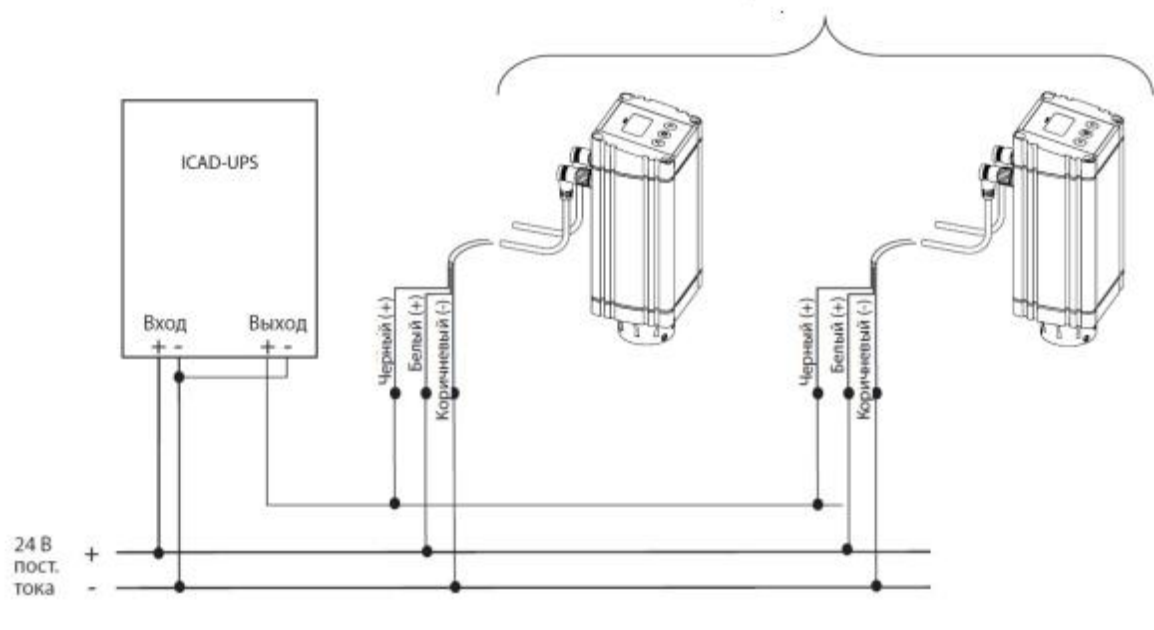 ICAD-UPS
Вход
Выход
+ -
+ -
Черный (+)
Белый (+)
Коричневый (-)
Черный (+)
Белый (+)
Коричневый (-)
24 В
пост.
тока
+
-